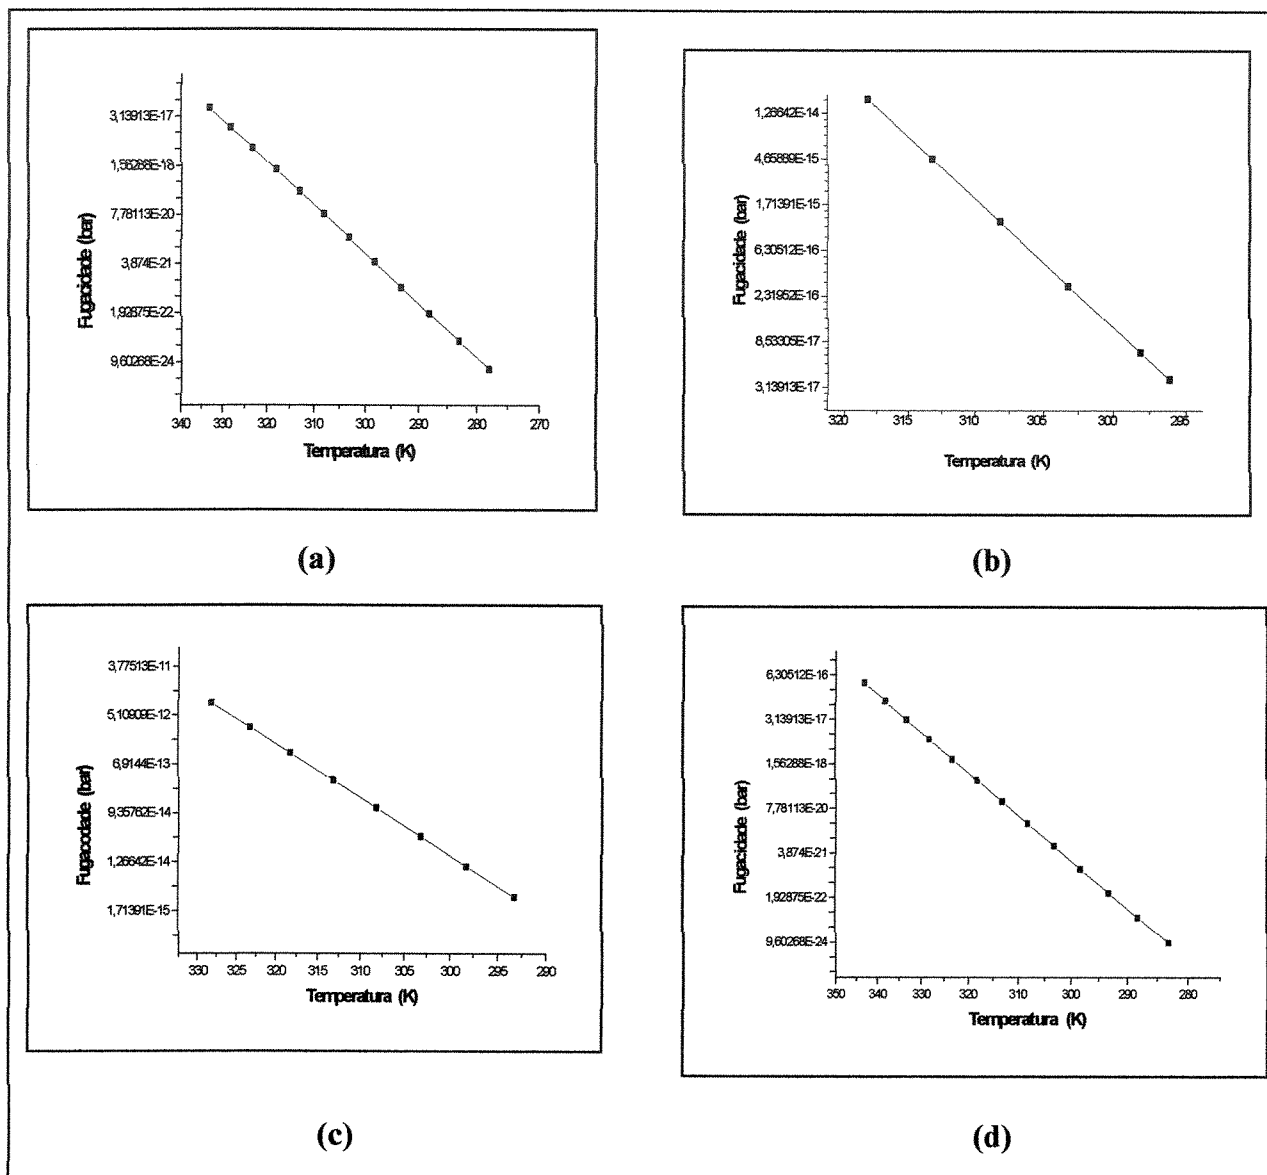 3,13913E-17
1,56288E-18
7,78113E-20
3,874E-21
1,92875E-22
9,60268E-24
Fugacidade (bar)
340 330 320 310 300 290 280 270
Temperatura (K)
(a)
1,26642E-14
4,65889E-15
1,71391E-15
6,30512E-16
2,31952E-16
8,53305E-17
3,13913E-17
Fugacidade (bar)
320 315 310 305 300 295
Temperatura (K)
(b)
3,77513E-11
5,10909E-12
6,9144E-13
9,35762E-14
1,26642E-14
1,71391E-15
Fugacodade (bar)
330 325 320 315 310 305 300 295 290
Temperatura (K)
(c)
6,30512E-16
3,13913E-17
1,56288E-18
7,78113E-20
3,874E-21
1,92875E-22
9,60268E-24
Fugacidade (bar)
350 340 330 320 310 300 290 280
Temperatura (K)
(d)